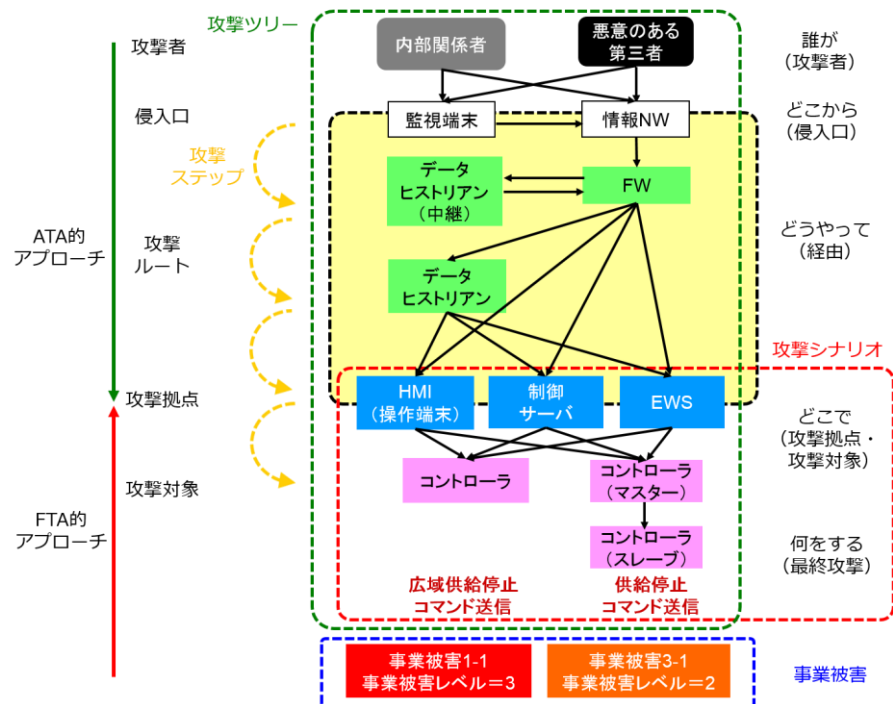 攻撃ツリー
攻撃者
内部関係者
悪意のある
第三者
誰が
（攻撃者）
侵入口
監視端末
情報NW
どこから
（侵入口）
攻撃
ステップ
データ
ヒストリアン
（中継）
FW
ATA的
アプローチ
攻撃
ルート
どうやって
（経由）
データ
ヒストリアン
攻撃シナリオ
攻撃拠点
HMI
（操作端末）
制御
サーバ
EWS
どこで
（攻撃拠点・
攻撃対象）
攻撃対象
コントローラ
コントローラ
（マスター）
FTA的
アプローチ
コントローラ
（スレーブ）
何をする
（最終攻撃）
広域供給停止
コマンド送信
供給停止
コマンド送信
事業被害1-1
事業被害レベル＝3
事業被害3-1
事業被害レベル＝2
事業被害